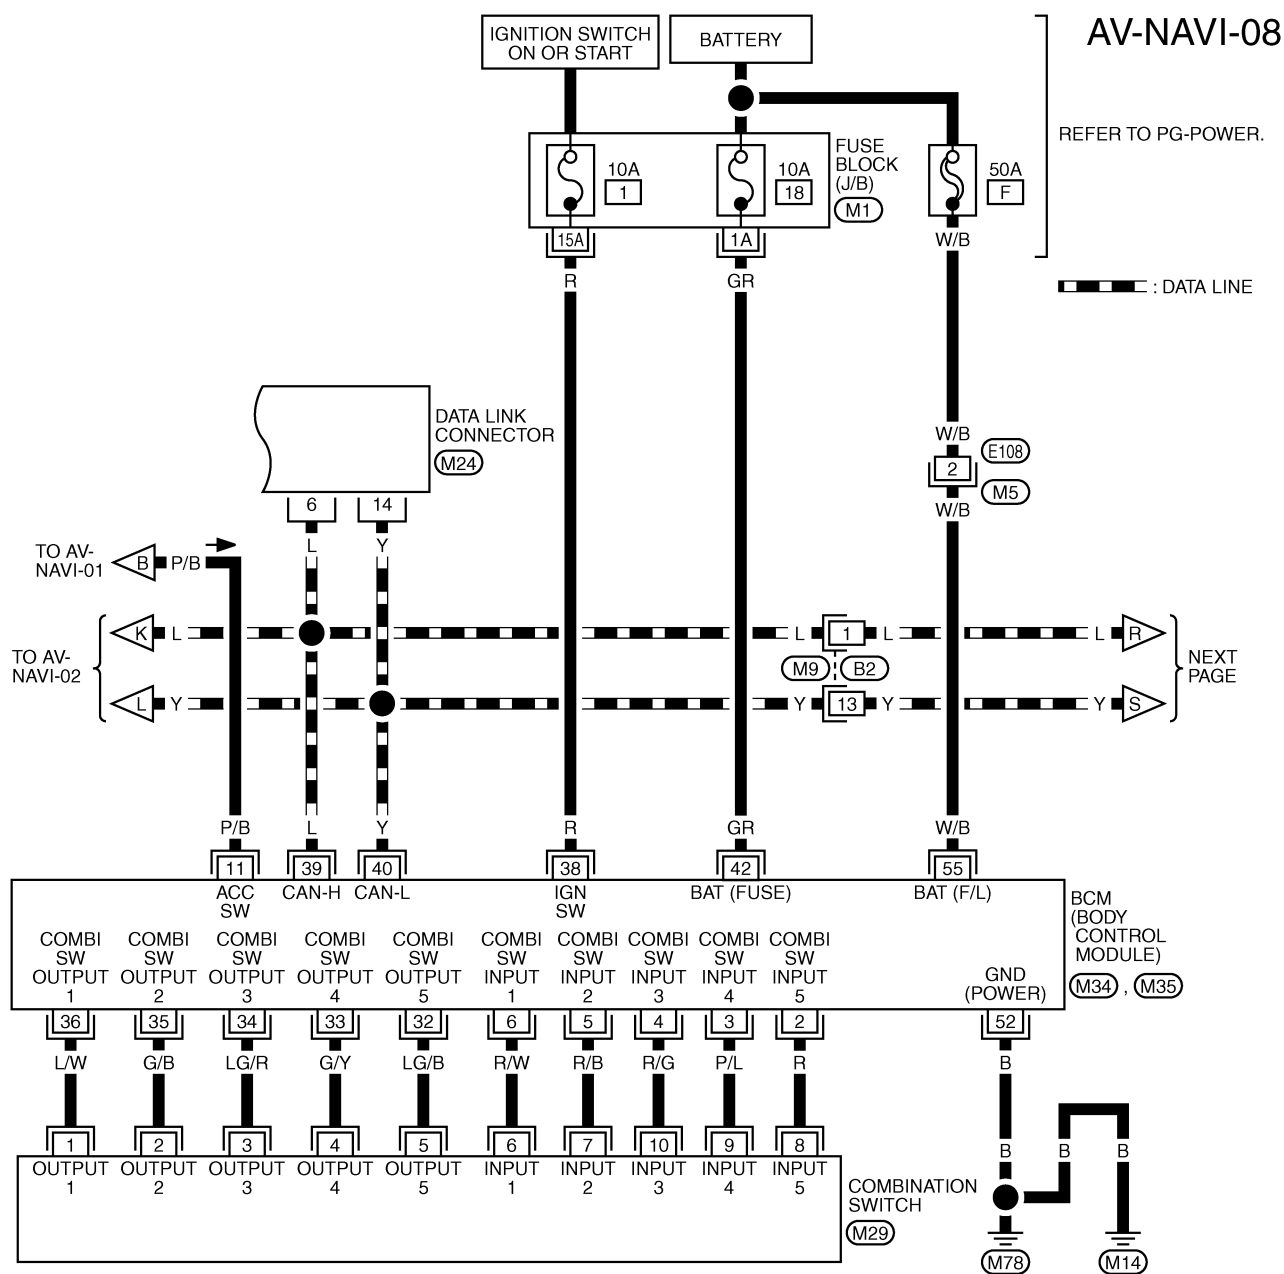 AV-NAVI-08
IGNITION SWITCH
ON OR START
BATTERY
REFER TO PG-POWER.
10A
1
10A
18
FUSE
BLOCK
(J/B)
M1
50A
F
15A
1A
W/B
R
GR
: DATA LINE
DATA LINK
CONNECTOR
M24
W/B
E108
2
M5
W/B
6
14
L
Y
TO AV-
NAVI-01
B
P/B
TO AV-
NAVI-02
K
L
L
1
L
L
R
M9
B2
NEXT
PAGE
L
Y
Y
13
Y
Y
S
P/B
L
Y
R
GR
W/B
11
39
40
38
42
55
ACC
SW
CAN-H
CAN-L
IGN
SW
BAT (FUSE)
BAT (F/L)
BCM
(BODY
CONTROL
MODULE)
M34 , M35
COMBI
SW
OUTPUT
1
COMBI
SW
OUTPUT
2
COMBI
SW
OUTPUT
3
COMBI
SW
OUTPUT
4
COMBI
SW
OUTPUT
5
COMBI
SW
INPUT
1
COMBI
SW
INPUT
2
COMBI
SW
INPUT
3
COMBI
SW
INPUT
4
COMBI
SW
INPUT
5
GND
(POWER)
36
35
34
33
32
6
5
4
3
2
52
L/W
G/B
LG/R
G/Y
LG/B
R/W
R/B
R/G
P/L
R
B
1
2
3
4
5
6
7
10
9
8
B
B
B
OUTPUT
1
OUTPUT
2
OUTPUT
3
OUTPUT
4
OUTPUT
5
INPUT
1
INPUT
2
INPUT
3
INPUT
4
INPUT
5
COMBINATION
SWITCH
M29
M78
M14